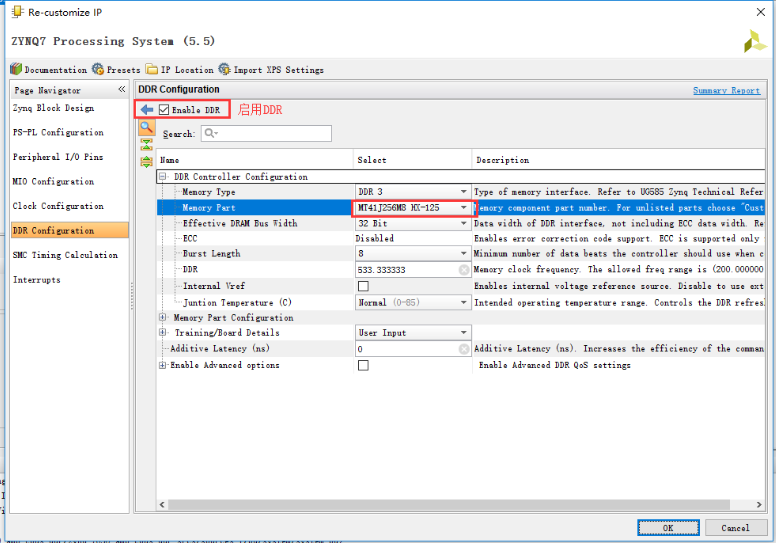 Re-customize IP
ZYNQ7 Processing System (5.5)
Documentation Presets IP Location Import XPS Settings
Page Navigator
Zynq Block Design
PS-PL Configuration
Peripheral I/O Pins
MIO Configuration
Clock Configuration
DDR Configuration
SMC Timing Calculation
Interrupts
DDR Configuration
Summary Report
Enable DDR 启用DDR
Search:
Name Select Description
DDR Controller Configuration
Memory Type DDR 3 Type of memory interface. Refer to UG585 Zynq Technical Refer
Memory Part MT41J256M8 HX-125 Memory component part number. For unlisted parts choose "Cust
Effective DRAM Bus Width 32 Bit Data width of DDR interface, not including ECC data width. Re
ECC Disabled Enables error correction code support. ECC is supported only
Burst Length 8 Minimum number of data beats the controller should use when c
DDR 533.333333 Memory clock frequency. The allowed freq range is (200.000000
Internal Vref Enables internal voltage reference source. Disable to use ext
Juntion Temperature (C) Normal (0-85) Intended operating temperature range. Controls the DDR refres
Memory Part Configuration
Training/Board Details User Input
Additive Latency (ns) 0 Additive Latency (ns). Increases the efficiency of the comman
Enable Advanced options Enable Advanced DDR QoS settings
OK Cancel